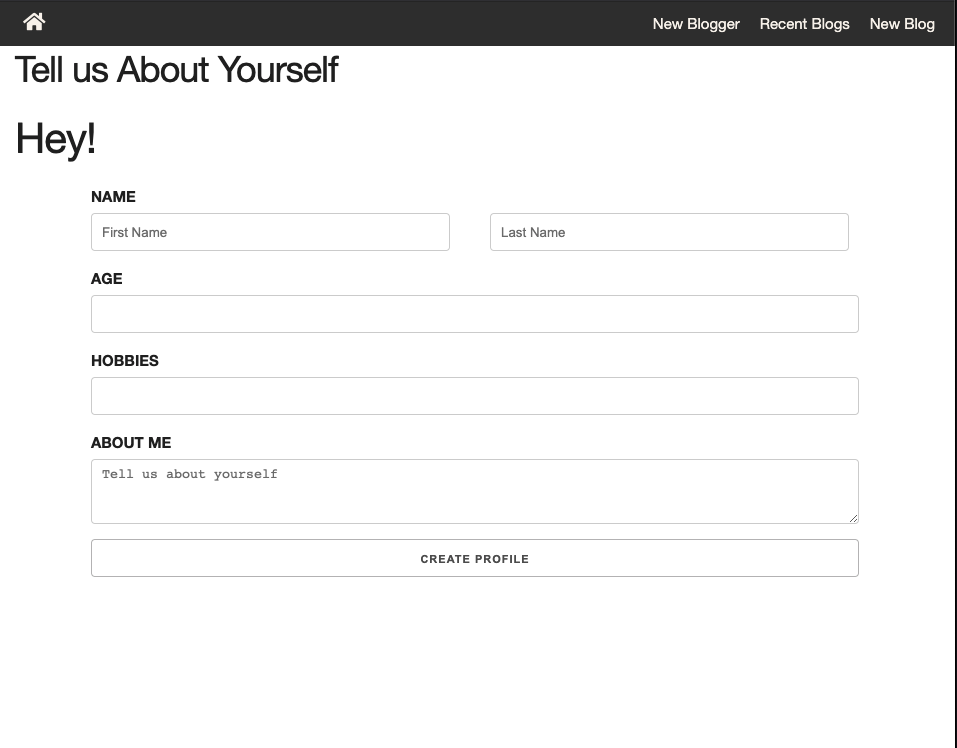 New Blogger Recent Blogs New Blog
Tell us About Yourself
Hey!
NAME
First Name Last Name
AGE
HOBBIES
ABOUT ME
Tell us about yourself
CREATE PROFILE